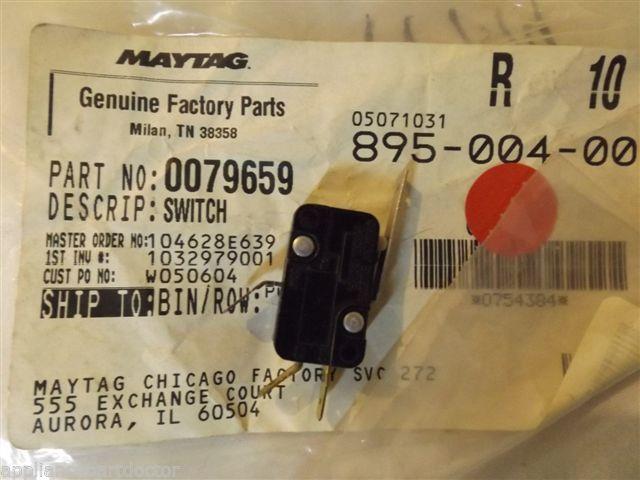 MAYTAG
Genuine Factory Parts
Milan, TN 38358
R 10
05071031
895-004-00
PART NO: 0079659
DESCRIP: SWITCH
MASTER ORDER NO: 104628E639
1ST INV #: 1032979001
CUST PO NO: W050604
SHIP TO: BIN/ROW:
*0754384*
MAYTAG CHICAGO FACTORY SVC 272
555 EXCHANGE COURT
AURORA, IL 60504
appliancepartdoctor